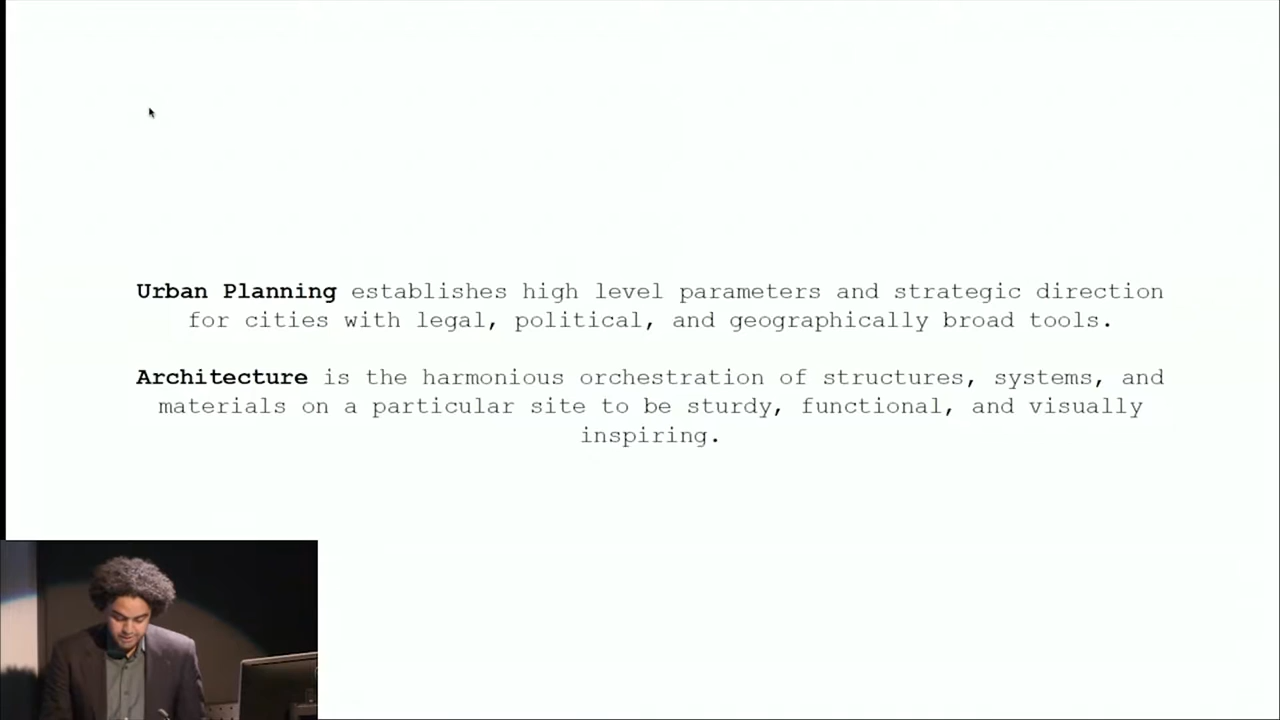 Urban Planning establishes high level parameters and strategic direction
for cities with legal, political, and geographically broad tools.
Architecture is the harmonious orchestration of structures, systems, and
materials on a particular site to be sturdy, functional, and visually
inspiring.